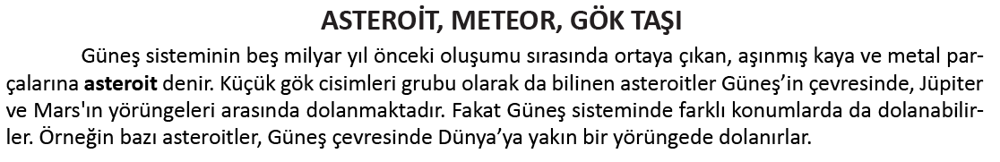 ASTEROİT, METEOR, GÖK TAŞI
Güneş sisteminin beş milyar yıl önceki oluşumu sırasında ortaya çıkan, aşınmış kaya ve metal par-
çalarına asteroit denir. Küçük gök cisimleri grubu olarak da bilinen asteroitler Güneş’in çevresinde, Jüpiter
ve Mars'ın yörüngeleri arasında dolanmaktadır. Fakat Güneş sisteminde farklı konumlarda da dolanabilir-
ler. Örneğin bazı asteroitler, Güneş çevresinde Dünya’ya yakın bir yörüngede dolanırlar.